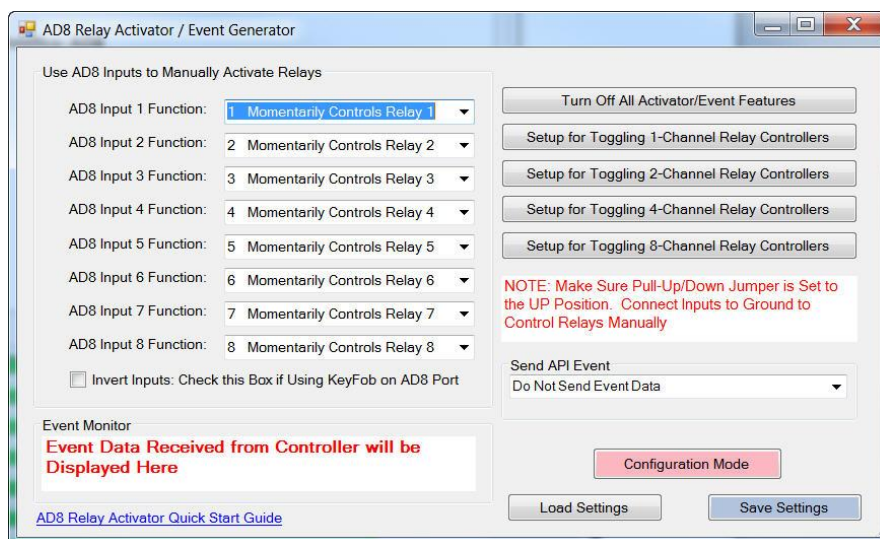 AD8 Relay Activator / Event Generator
Use AD8 Inputs to Manually Activate Relays
AD8 Input 1 Function: 1 Momentarily Controls Relay 1
AD8 Input 2 Function: 2 Momentarily Controls Relay 2
AD8 Input 3 Function: 3 Momentarily Controls Relay 3
AD8 Input 4 Function: 4 Momentarily Controls Relay 4
AD8 Input 5 Function: 5 Momentarily Controls Relay 5
AD8 Input 6 Function: 6 Momentarily Controls Relay 6
AD8 Input 7 Function: 7 Momentarily Controls Relay 7
AD8 Input 8 Function: 8 Momentarily Controls Relay 8
Invert Inputs: Check this Box if Using KeyFob on AD8 Port
Event Monitor
Event Data Received from Controller will be
Displayed Here
AD8 Relay Activator Quick Start Guide
Turn Off All Activator/Event Features
Setup for Toggling 1-Channel Relay Controllers
Setup for Toggling 2-Channel Relay Controllers
Setup for Toggling 4-Channel Relay Controllers
Setup for Toggling 8-Channel Relay Controllers
NOTE: Make Sure Pull-Up/Down Jumper is Set to
the UP Position. Connect Inputs to Ground to
Control Relays Manually
Send API Event
Do Not Send Event Data
Configuration Mode
Load Settings
Save Settings